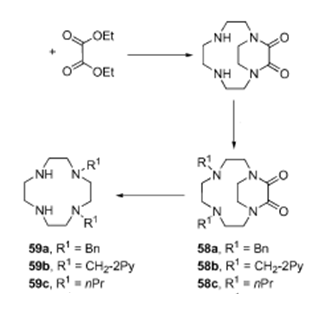 +
O
OEt
O
OEt
NH
N
O
NH
N
O
R¹
NH
N
NH
N
R¹
R¹
N
N
O
N
N
O
R¹
59a, R¹ = Bn
59b, R¹ = CH₂-2Py
59c, R¹ = nPr
58a, R¹ = Bn
58b, R¹ = CH₂-2Py
58c, R¹ = nPr